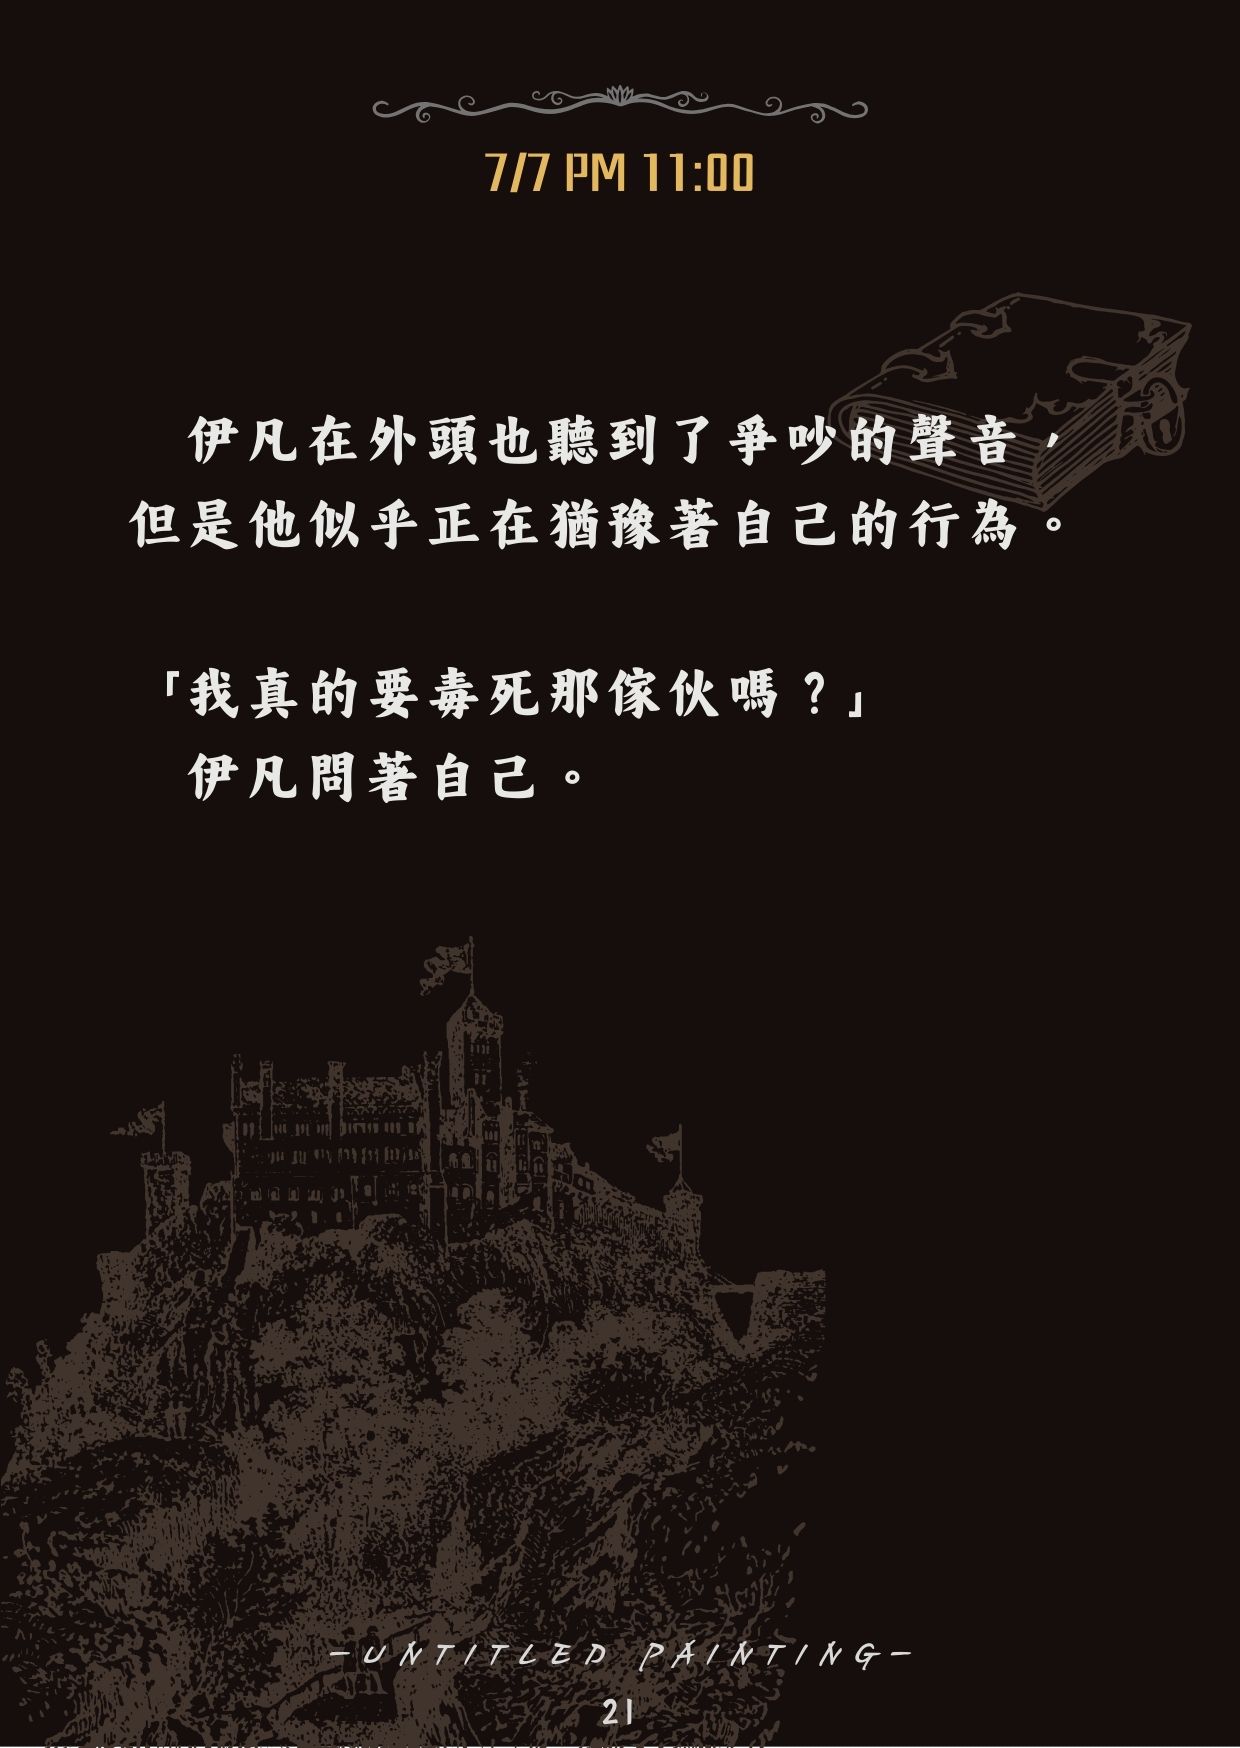 7/7 PM 11:00
伊凡在外頭也聽到了爭吵的聲音，
但是他似乎正在猶豫著自己的行為。
「我真的要毒死那傢伙嗎？」
伊凡問著自己。
-UNTITLED PAINTING-
21